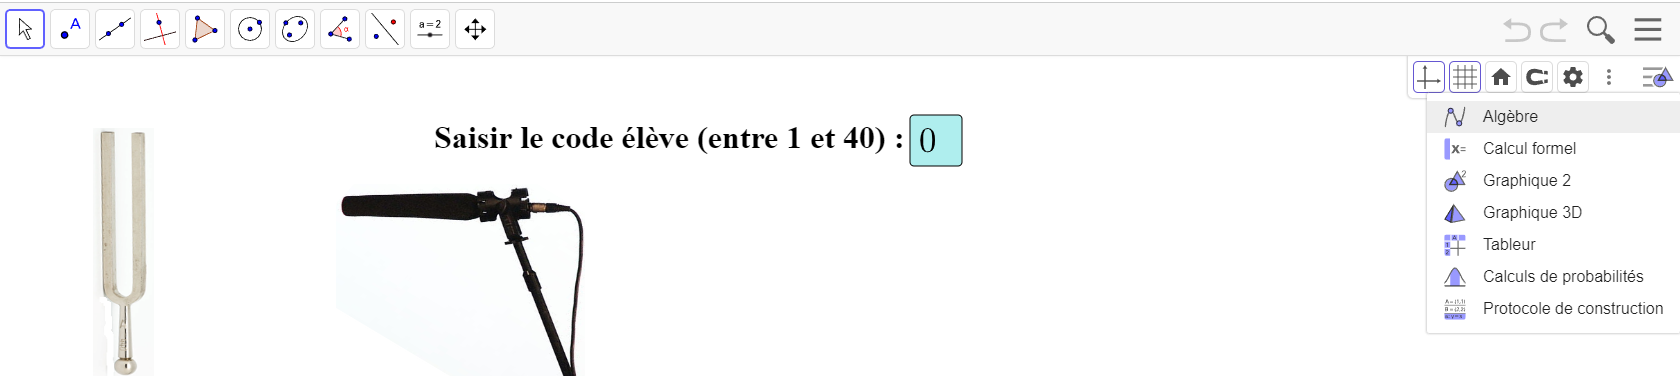 A
α
a = 2
Saisir le code élève (entre 1 et 40) : 0
Algèbre
x= Calcul formel
2 Graphique 2
Graphique 3D
Tableur
Calculs de probabilités
Protocole de construction